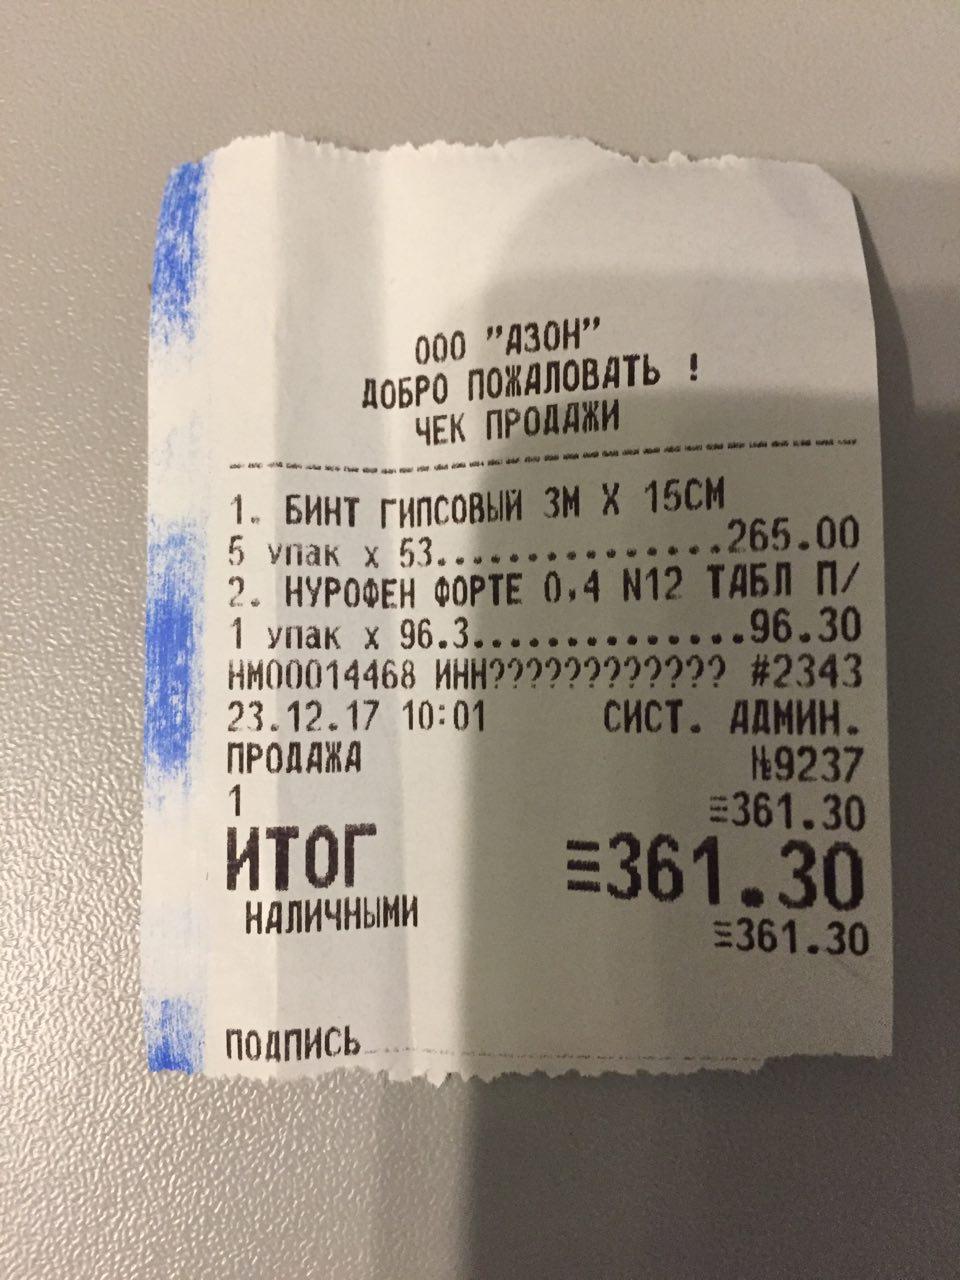 ООО "АЗОН"
ДОБРО ПОЖАЛОВАТЬ !
ЧЕК ПРОДАЖИ
1. БИНТ ГИПСОВЫЙ 3М X 15СМ
5 упак x 53...............265.00
2. НУРОФЕН ФОРТЕ 0,4 N12 ТАБЛ П/
1 упак x 96.3..............96.30
НМ00014468 ИНН???????????? #2343
23.12.17 10:01 СИСТ. АДМИН.
ПРОДАЖА №9237
1 ≡361.30
ИТОГ ≡361.30
НАЛИЧНЫМИ ≡361.30
ПОДПИСЬ